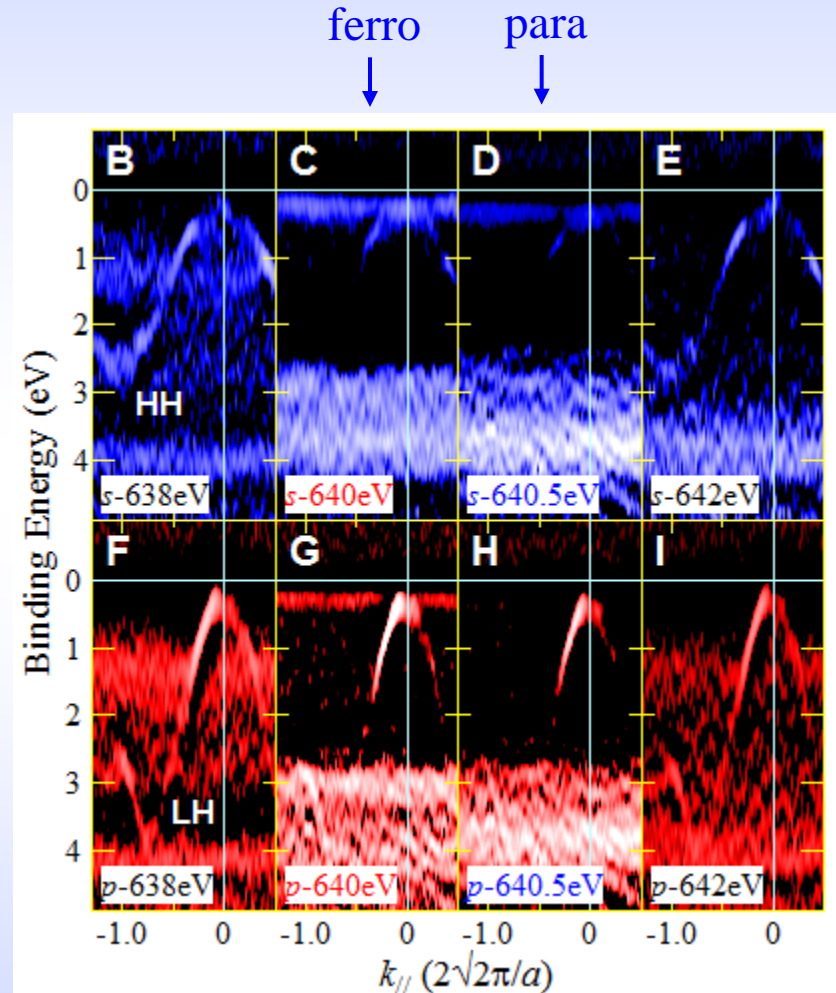 ferro para
B C D E
0
1
2
3
4
HH
s-638eV s-640eV s-640.5eV s-642eV
Binding Energy (eV)
F G H I
0
1
2
3
4
LH
p-638eV p-640eV p-640.5eV p-642eV
-1.0 0 -1.0 0 -1.0 0 -1.0 0
k// (2√2π/a)